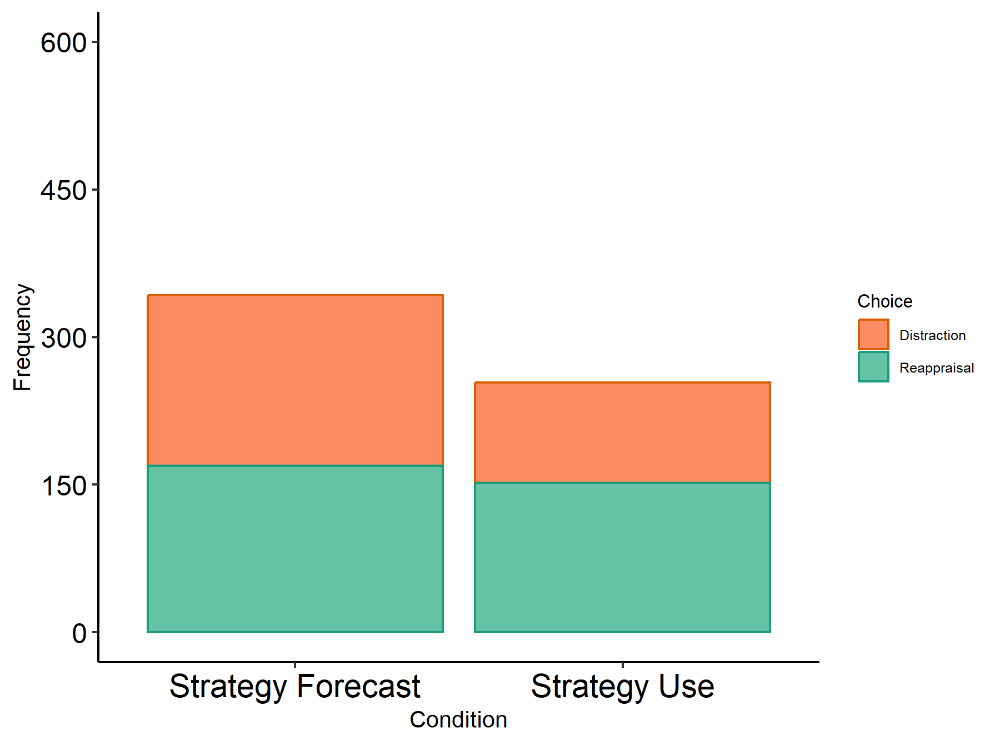 600
450
300
150
0
Frequency
Strategy Forecast
Strategy Use
Condition
Choice
Distraction
Reappraisal